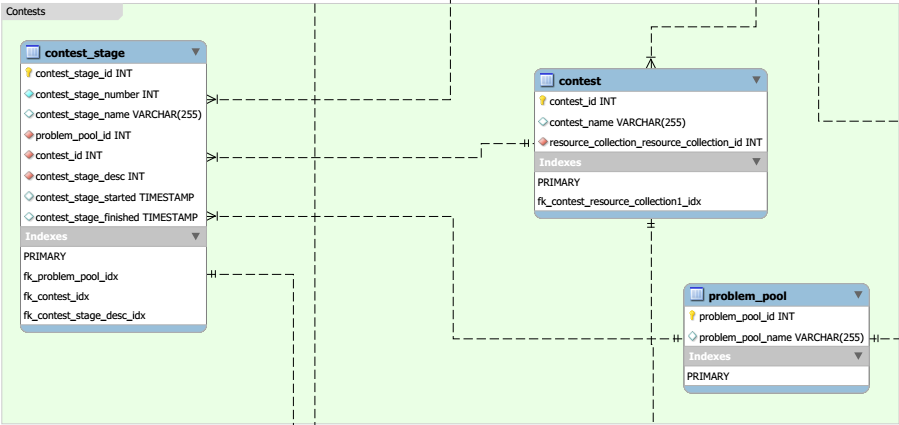 Contests
contest_stage
contest_stage_id INT
contest_stage_number INT
contest_stage_name VARCHAR(255)
problem_pool_id INT
contest_id INT
contest_stage_desc INT
contest_stage_started TIMESTAMP
contest_stage_finished TIMESTAMP
Indexes
PRIMARY
fk_problem_pool_idx
fk_contest_idx
fk_contest_stage_desc_idx
contest
contest_id INT
contest_name VARCHAR(255)
resource_collection_resource_collection_id INT
Indexes
PRIMARY
fk_contest_resource_collection1_idx
problem_pool
problem_pool_id INT
problem_pool_name VARCHAR(255)
Indexes
PRIMARY